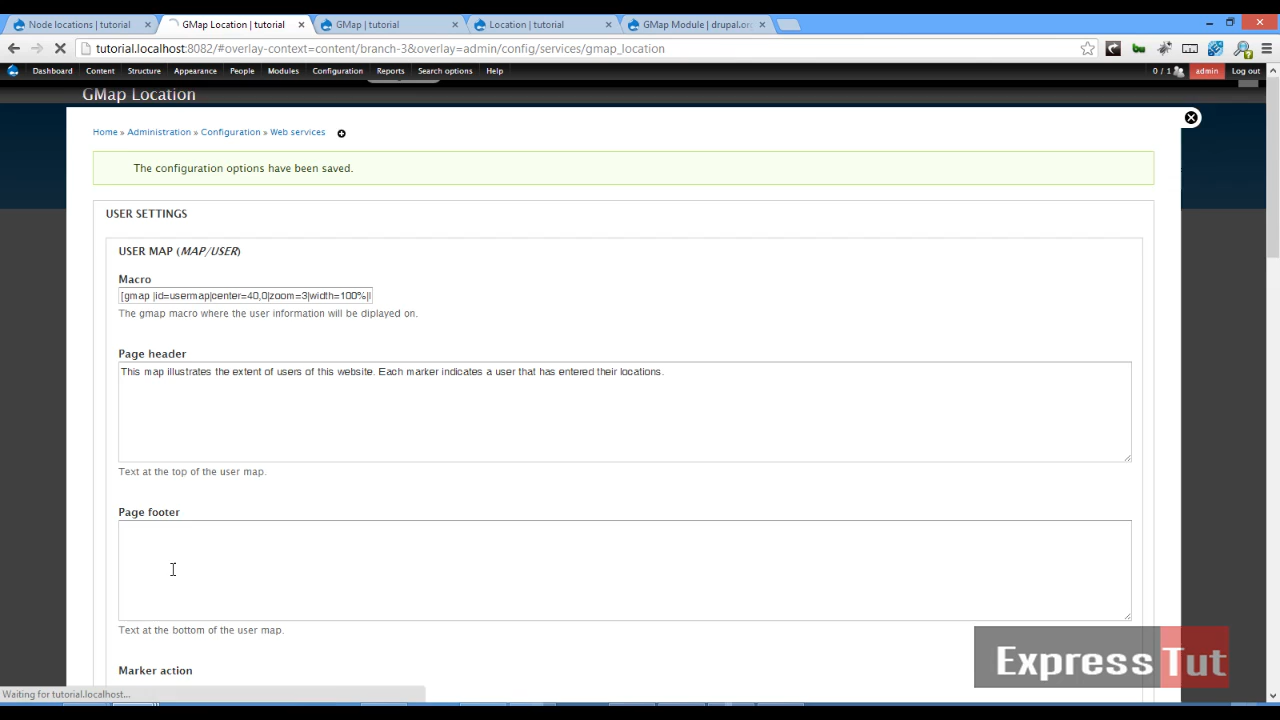 Node locations | tutorial
GMap Location | tutorial
GMap | tutorial
Location | tutorial
GMap Module | drupal.or
tutorial.localhost:8082/#overlay-context=content/branch-3&overlay=admin/config/services/gmap_location
Dashboard Content Structure Appearance People Modules Configuration Reports Search options Help
0 / 1 admin Log out
GMap Location
Home » Administration » Configuration » Web services
The configuration options have been saved.
USER SETTINGS
USER MAP (MAP/USER)
Macro
[gmap |id=usermap|center=40,0|zoom=3|width=100%|
The gmap macro where the user information will be diplayed on.
Page header
This map illustrates the extent of users of this website. Each marker indicates a user that has entered their locations.
Text at the top of the user map.
Page footer
Text at the bottom of the user map.
Marker action
Express Tut
Waiting for tutorial.localhost...